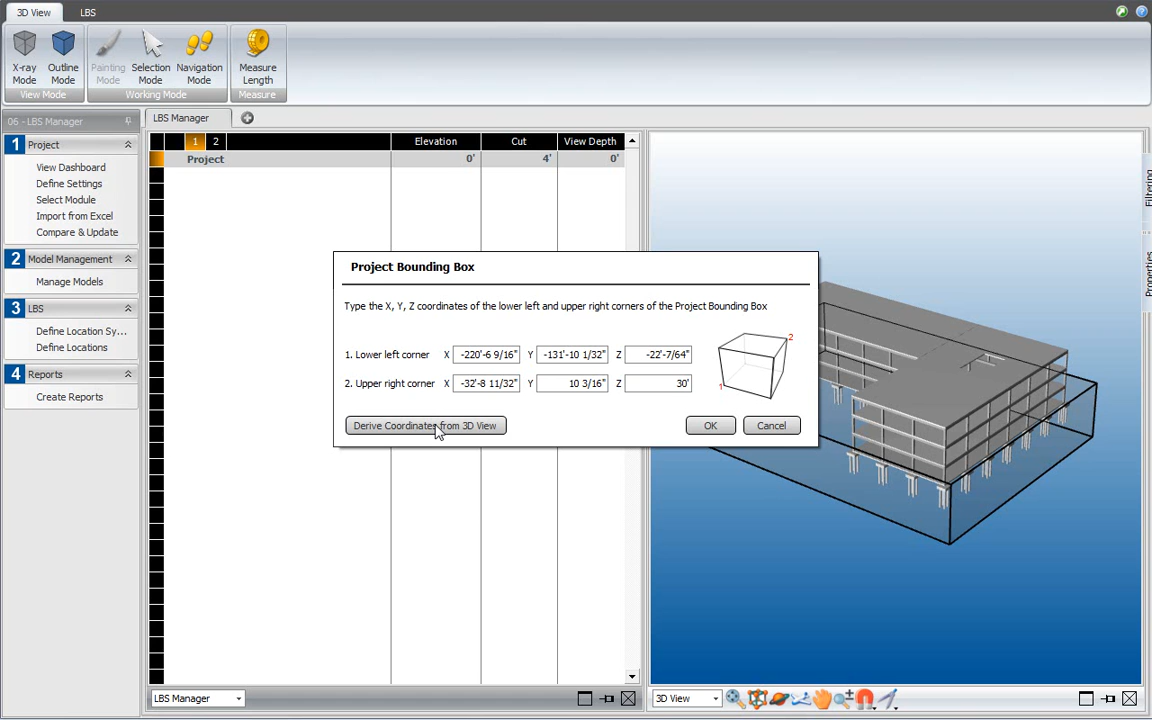 3D View LBS
X-ray Mode
Outline Mode
Painting Mode
Selection Mode
Navigation Mode
Measure Length
View Mode
Working Mode
Measure
06 - LBS Manager
1 Project
View Dashboard
Define Settings
Select Module
Import from Excel
Compare & Update
2 Model Management
Manage Models
3 LBS
Define Location Sy...
Define Locations
4 Reports
Create Reports
LBS Manager
1 2 Elevation Cut View Depth
Project 0' 4' 0'
Project Bounding Box
Type the X, Y, Z coordinates of the lower left and upper right corners of the Project Bounding Box
1. Lower left corner X -220'-6 9/16" Y -131'-10 1/32" Z -22'-7/64"
2. Upper right corner X -32'-8 11/32" Y 10 3/16" Z 30'
1
2
Derive Coordinates from 3D View OK Cancel
Filtering
Properties
LBS Manager
3D View